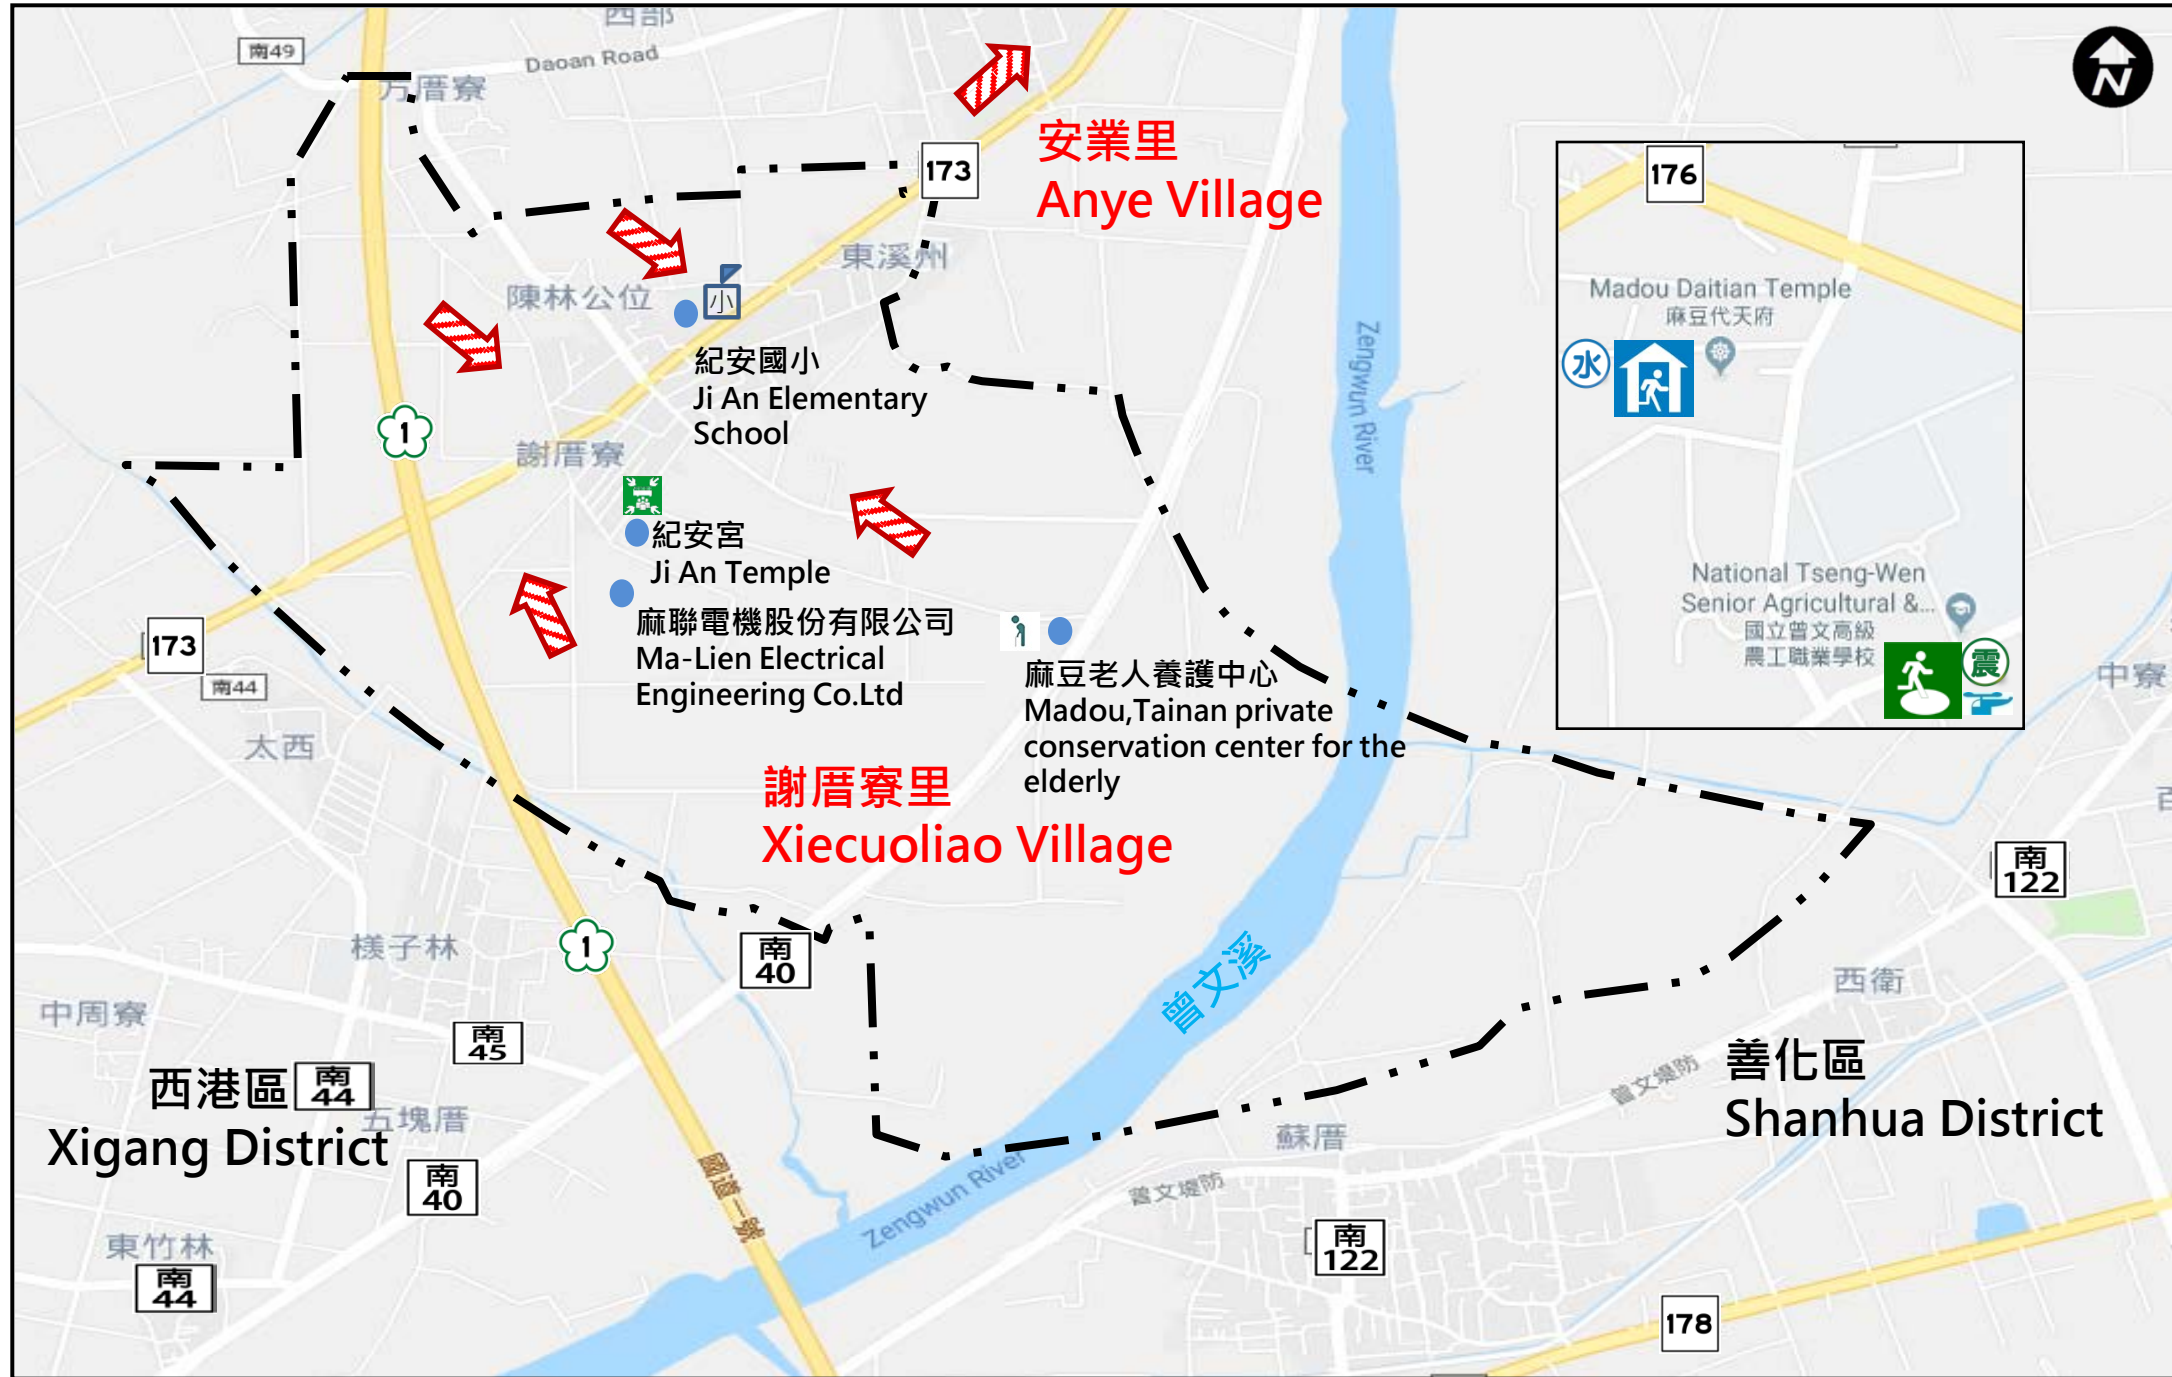 西部
南49
Daoan Road
方厝寮
N
173
安業里
Anye Village
東溪州
陳林公位
小
紀安國小
Ji An Elementary
School
1
謝厝寮
紀安宮
Ji An Temple
麻聯電機股份有限公司
Ma-Lien Electrical
Engineering Co.Ltd
麻豆老人養護中心
Madou,Tainan private
conservation center for the
elderly
Zengwun River
176
Madou Daitian Temple
麻豆代天府
水
National Tseng-Wen
Senior Agricultural &...
國立曾文高級
農工職業學校
震
中寮
173
南44
太西
謝厝寮里
Xiecuoliao Village
南
122
檨子林
1
南
40
曾文溪
西衛
中周寮
南
45
善化區
Shanhua District
曾文堤防
西港區
南
44
Xigang District
五塊厝
南
40
國道一號
Zengwun River
蘇厝
曾文堤防
東竹林
南
44
南
122
178